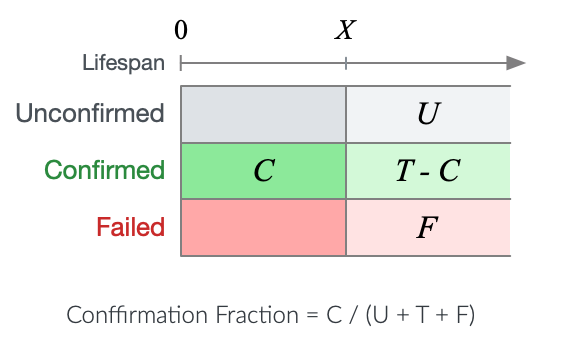 0 X
Lifespan
Unconfirmed U
Confirmed C T - C
Failed F
Conffirmation Fraction = C / (U + T + F)